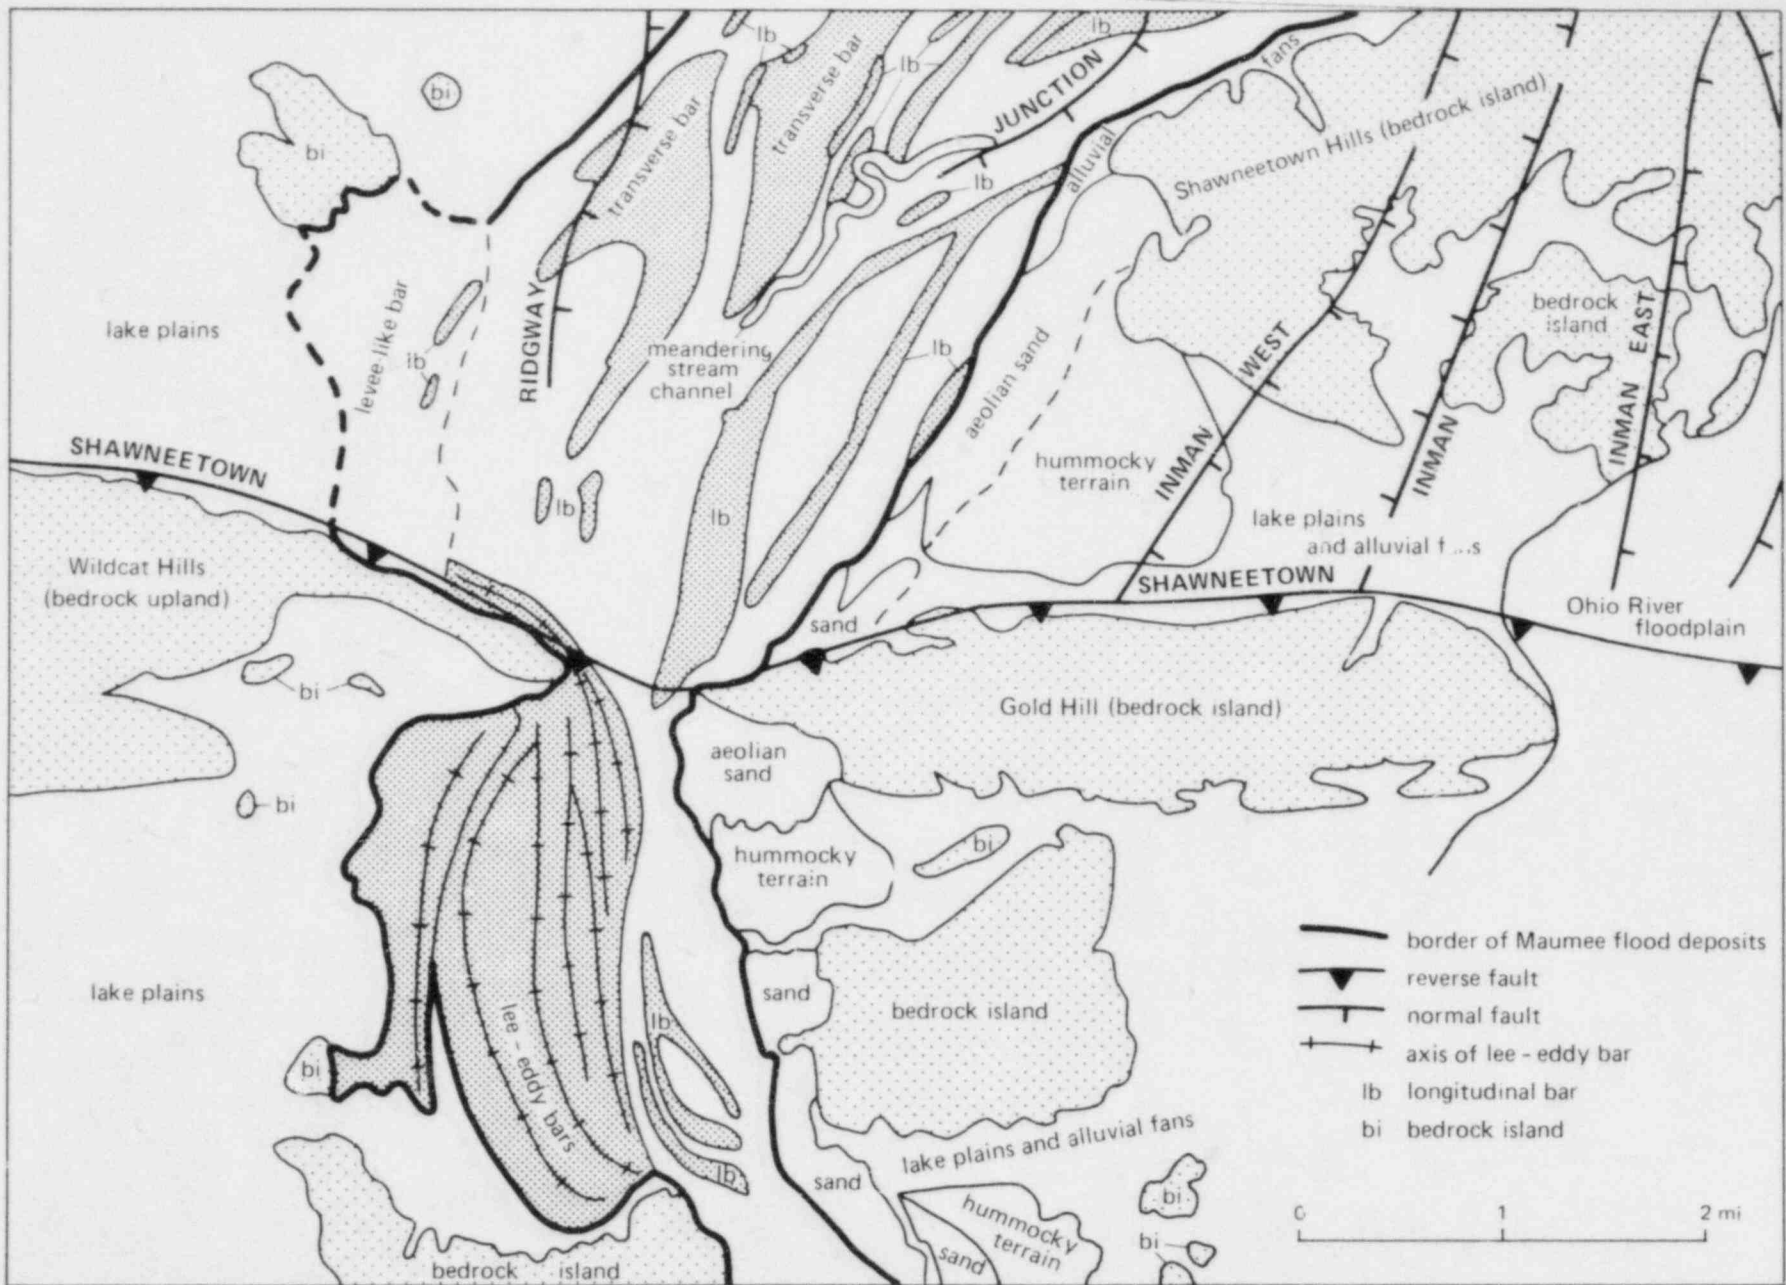 lb
transverse bar
lb
lb
fans
bi
JUNCTION
transverse bar
bi
alluvial
Shawneetown Hills (bedrock island)
lb
lake plains
levee-like bar
lb
RIDGWAY
meandering
stream
channel
lb
aeolian sand
WEST
INMAN
bedrock
island
EAST
INMAN
INMAN
SHAWNEETOWN
hummocky
terrain
lb
lb
lake plains
and alluvial
SHAWNEETOWN
Wildcat Hills
(bedrock upland)
Ohio River
floodplain
sand
bi
Gold Hill (bedrock island)
aeolian
sand
bi
hummocky
terrain
bi
lake plains
sand
bedrock island
lb
bi
lee-eddy bars
lake plains and alluvial fans
lb
sand
bi
hummocky
terrain
sand
bi
bedrock island
border of Maumee flood deposits
reverse fault
normal fault
axis of lee-eddy bar
lb longitudinal bar
bi bedrock island
0 1 2 mi